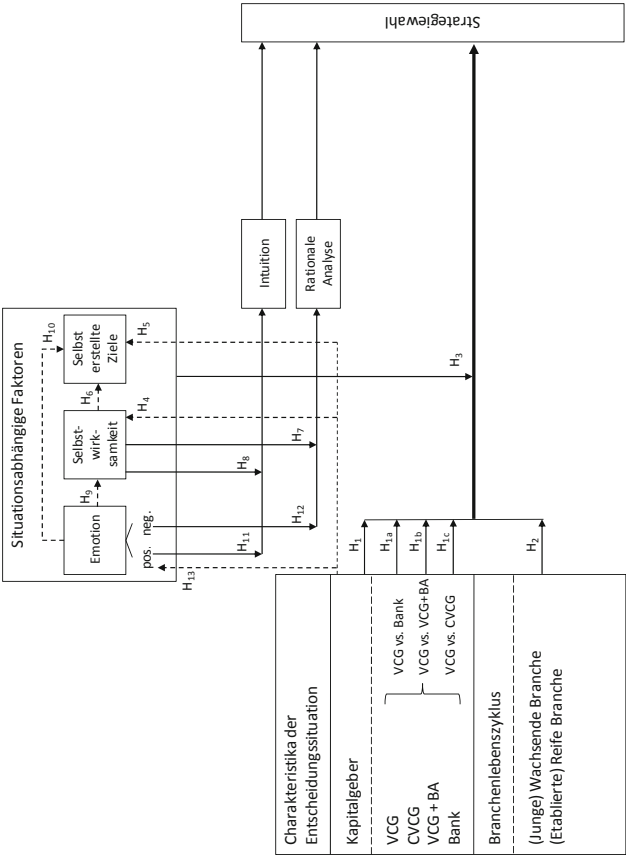 Situationsabhängige Faktoren
H10
Emotion
H9
Selbst-
wirk-
samkeit
H6
Selbst
erstellte
Ziele
pos.
neg.
H13
H11
H12
H8
H7
H4
H5
Intuition
Rationale
Analyse
H3
Strategiewahl
Charakteristika der
Entscheidungssituation
Kapitalgeber
VCG
CVCG
VCG + BA
Bank
VCG vs. Bank
VCG vs. VCG+BA
VCG vs. CVCG
Branchenlebenszyklus
(Junge) Wachsende Branche
(Etablierte) Reife Branche
H1
H1a
H1b
H1c
H2